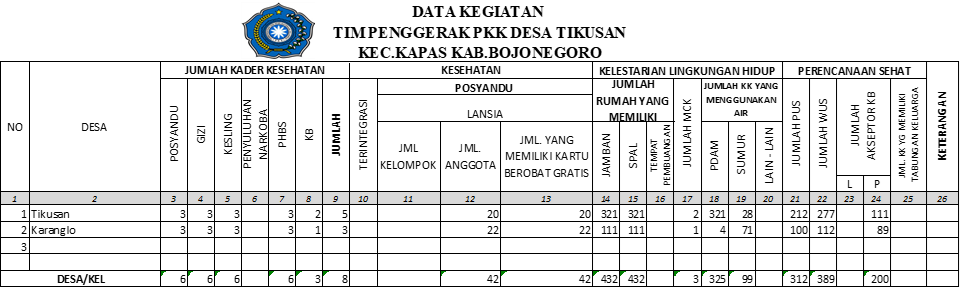 DATA KEGIATAN
TIM PENGGERAK PKK DESA TIKUSAN
KEC.KAPAS KAB.BOJONEGORO
NO DESA JUMLAH KADER KESEHATAN KESEHATAN KELESTARIAN LINGKUNGAN HIDUP PERENCANAAN SEHAT KETERANGAN
POSYANDU GIZI KESLING PENYULUHAN NARKOBA PHBS KB JUMLAH
TERINTEGRASI POSYANDU
LANSIA
JML KELOMPOK JML. ANGGOTA JML. YANG MEMILIKI KARTU BEROBAT GRATIS
JUMLAH RUMAH YANG MEMILIKI
JAMBAN SPAL TEMPAT PEMBUANGAN
JUMLAH MCK
JUMLAH KK YANG MENGGUNAKAN AIR
PDAM SUMUR LAIN - LAIN
JUMLAH PUS JUMLAH WUS JUMLAH AKSEPTOR KB
L P
JML. KK YG MEMILIKI TABUNGAN KELUARGA
1 2 3 4 5 6 7 8 9 10 11 12 13 14 15 16 17 18 19 20 21 22 23 24 25 26
1 Tikusan 3 3 3 3 2 5 20 20 321 321 2 321 28 212 277 111
2 Karanglo 3 3 3 3 1 3 22 22 111 111 1 4 71 100 112 89
3
DESA/KEL 6 6 6 6 3 8 42 42 432 432 3 325 99 312 389 200